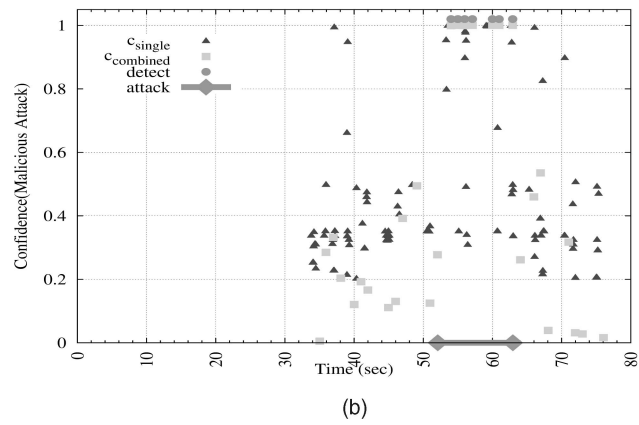 1
0.8
0.6
0.4
0.2
0
Confidence(Malicious Attack)
c_single
c_combined
detect
attack
0 10 20 30 40 50 60 70 80
Time (sec)
(b)